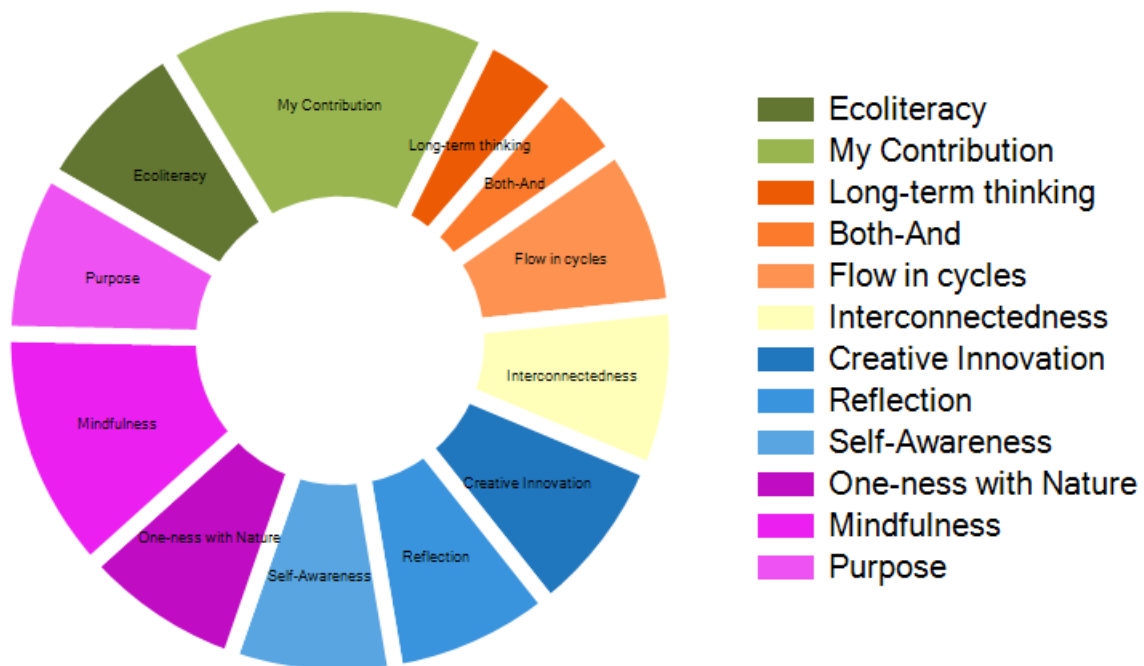 My Contribution
Long-term thinking
Both-And
Flow in cycles
Interconnectedness
Creative Innovation
Reflection
Self-Awareness
One-ness with Nature
Mindfulness
Purpose
Ecoliteracy
Ecoliteracy
My Contribution
Long-term thinking
Both-And
Flow in cycles
Interconnectedness
Creative Innovation
Reflection
Self-Awareness
One-ness with Nature
Mindfulness
Purpose